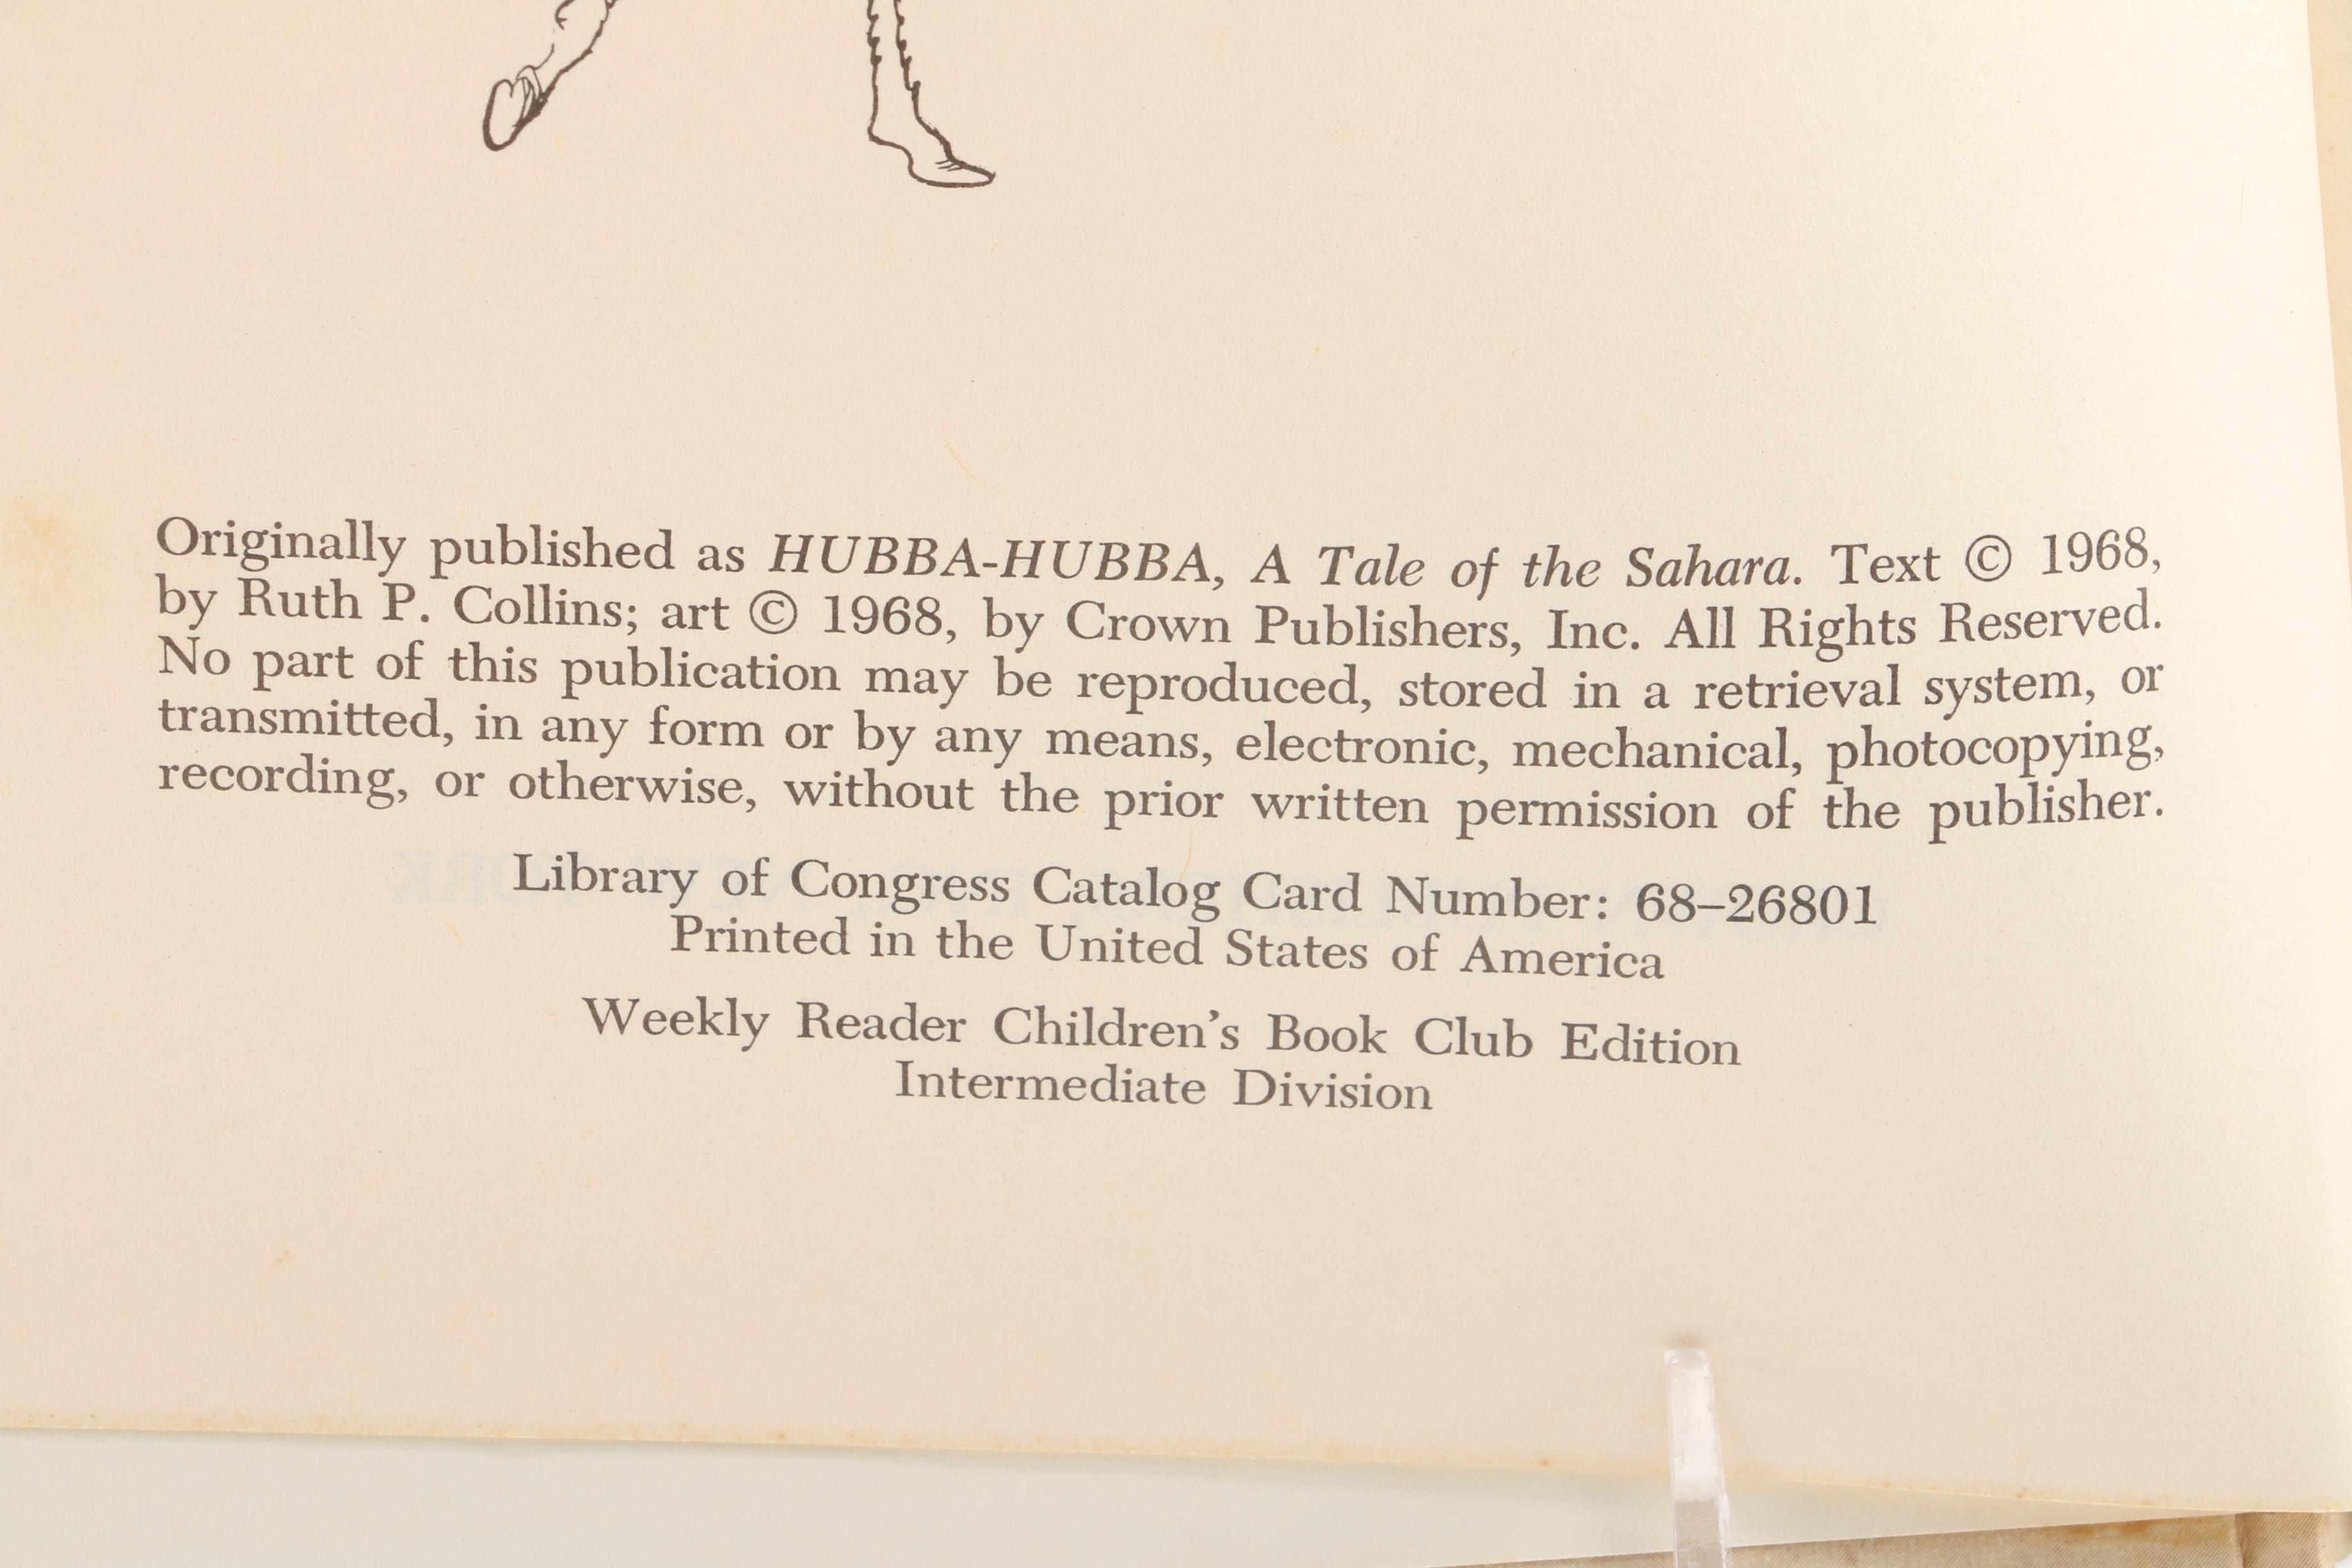 Originally published as HUBBA-HUBBA, A Tale of the Sahara. Text © 1968,
by Ruth P. Collins; art © 1968, by Crown Publishers, Inc. All Rights Reserved.
No part of this publication may be reproduced, stored in a retrieval system, or
transmitted, in any form or by any means, electronic, mechanical, photocopying,
recording, or otherwise, without the prior written permission of the publisher.
Library of Congress Catalog Card Number: 68–26801
Printed in the United States of America
Weekly Reader Children's Book Club Edition
Intermediate Division